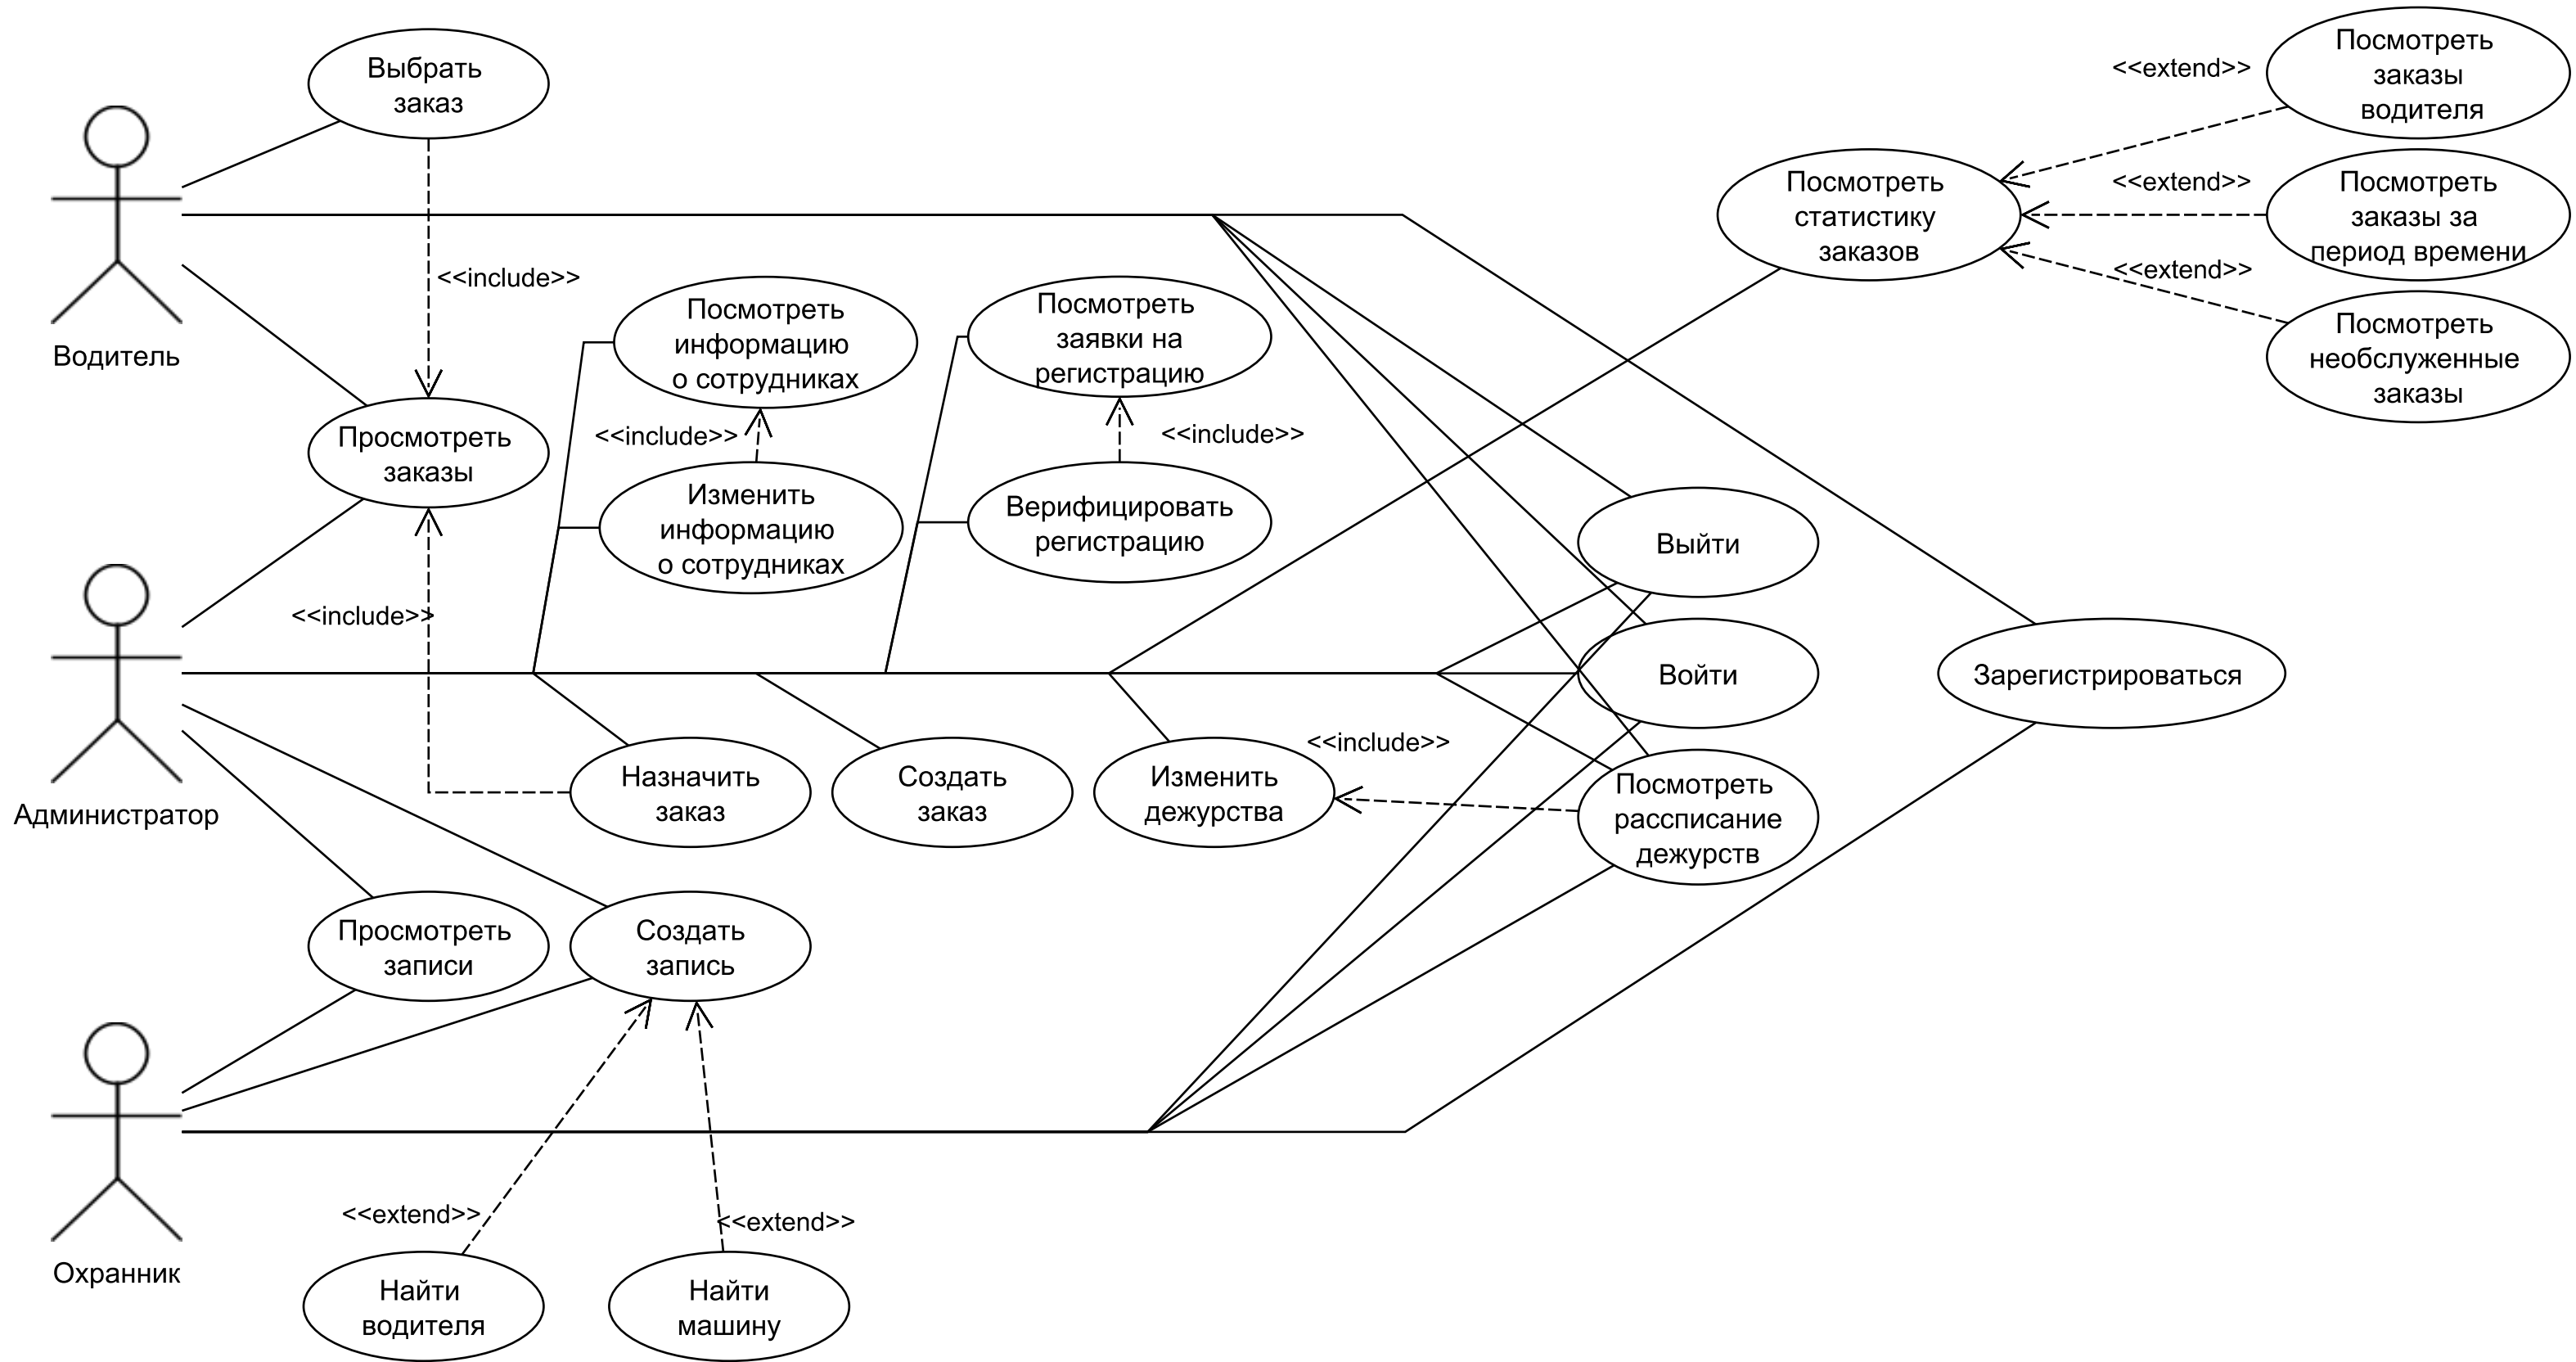 Выбрать
заказ
<<include>>
Водитель
Просмотреть
заказы
Посмотреть
информацию
о сотрудниках
<<include>>
Изменить
информацию
о сотрудниках
Посмотреть
заявки на
регистрацию
<<include>>
Верифицировать
регистрацию
Посмотреть
статистику
заказов
<<extend>>
Посмотреть
заказы
водителя
<<extend>>
Посмотреть
заказы за
период времени
<<extend>>
Посмотреть
необслуженные
заказы
Выйти
Войти
Зарегистрироваться
<<include>>
Администратор
Назначить
заказ
Создать
заказ
Изменить
дежурства
<<include>>
Посмотреть
рассписание
дежурств
Просмотреть
записи
Создать
запись
Охранник
<<extend>>
<<extend>>
Найти
водителя
Найти
машину